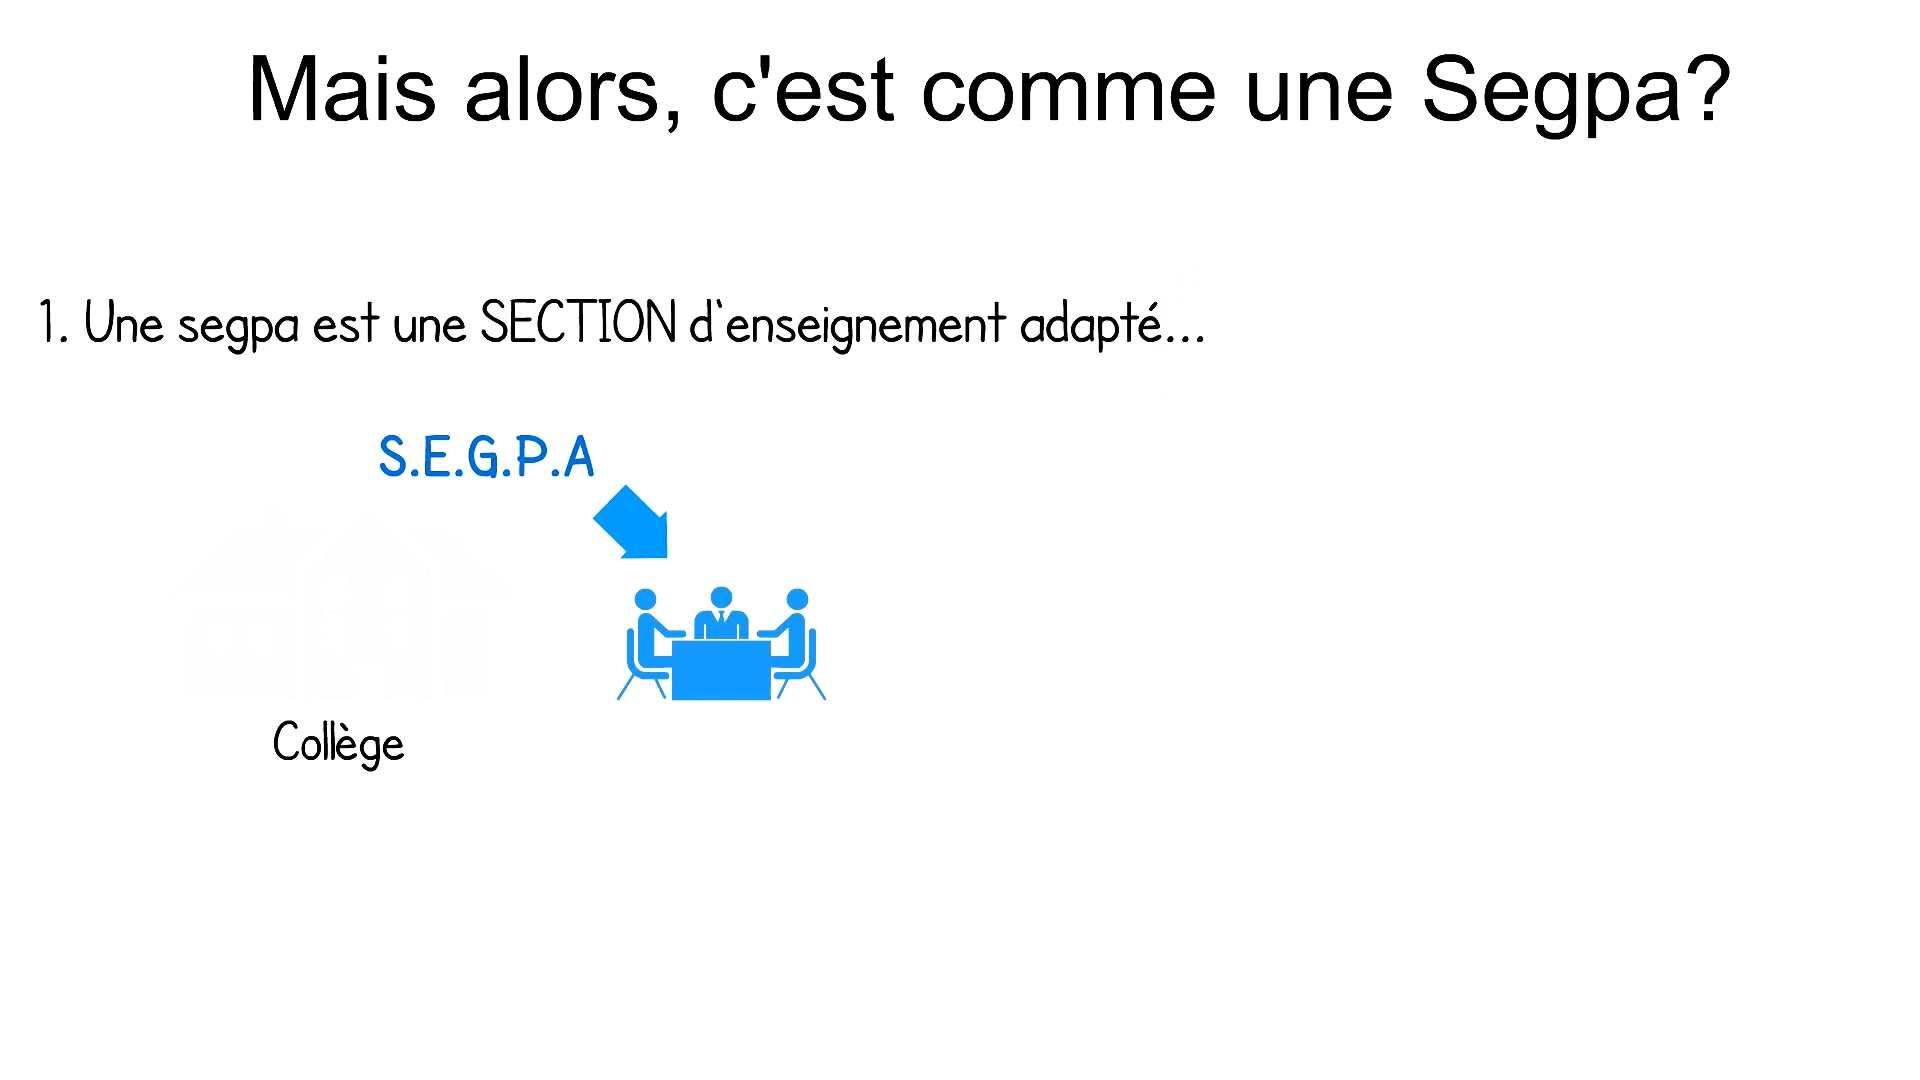 Mais alors, c'est comme une Segpa?
1. Une segpa est une SECTION d'enseignement adapté...
S.E.G.P.A
Collège